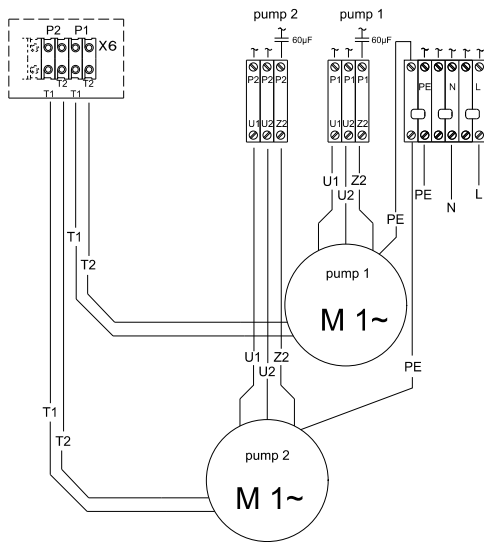 pump 2
pump 1
60µF
60µF
P2 P1
X6
T2 T2
T1 T1
P2 P2 P2
P1 P1 P1
PE N L
U1 U2 Z2
U1 U2 Z2
U1 Z2
U2
PE
N
L
PE
T1
T2
pump 1
M 1~
U1 Z2
U2
PE
T1
T2
pump 2
M 1~